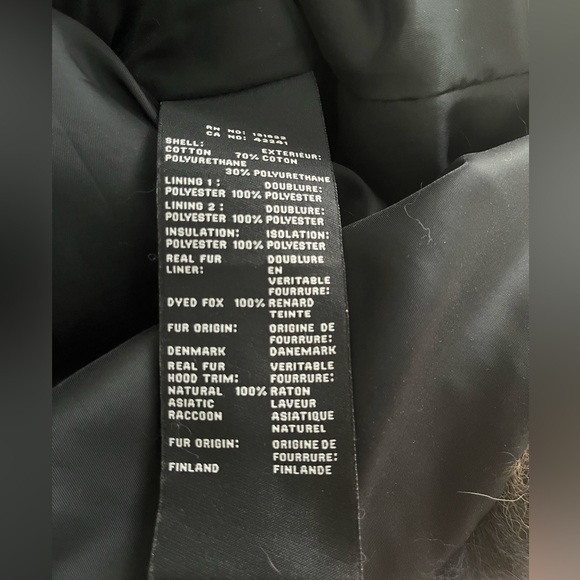 RN NO: 151839
CA NO: 42241
SHELL: EXTERIEUR:
COTTON 70% COTON
POLYURETHANE 30% POLYURETHANE
LINING 1: DOUBLURE:
POLYESTER 100% POLYESTER
LINING 2: DOUBLURE:
POLYESTER 100% POLYESTER
INSULATION: ISOLATION:
POLYESTER 100% POLYESTER
REAL FUR DOUBLURE
LINER: EN
VERITABLE
FOURRURE:
DYED FOX 100% RENARD
TEINTE
FUR ORIGIN: ORIGINE DE
FOURRURE:
DENMARK DANEMARK
REAL FUR VERITABLE
HOOD TRIM: FOURRURE:
NATURAL 100% RATON
ASIATIC LAVEUR
RACCOON ASIATIQUE
NATUREL
FUR ORIGIN: ORIGINE DE
FOURRURE:
FINLAND FINLANDE